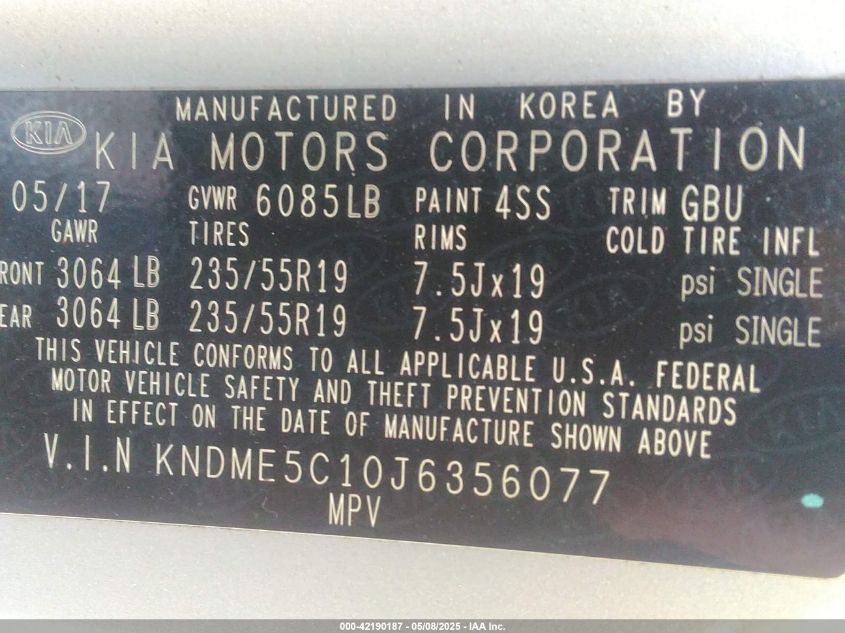 MANUFACTURED IN KOREA BY
KIA KIA MOTORS CORPORATION
05/17 GVWR 6085LB PAINT 4SS TRIM GBU
GAWR TIRES RIMS COLD TIRE INFL
RONT 3064 LB 235/55R19 7.5Jx19 psi SINGLE
EAR 3064 LB 235/55R19 7.5Jx19 psi SINGLE
THIS VEHICLE CONFORMS TO ALL APPLICABLE U.S.A. FEDERAL
MOTOR VEHICLE SAFETY AND THEFT PREVENTION STANDARDS
IN EFFECT ON THE DATE OF MANUFACTURE SHOWN ABOVE
V.I.N KNDME5C10J6356077
MPV
000-42190187 - 05/08/2025 - IAA Inc.